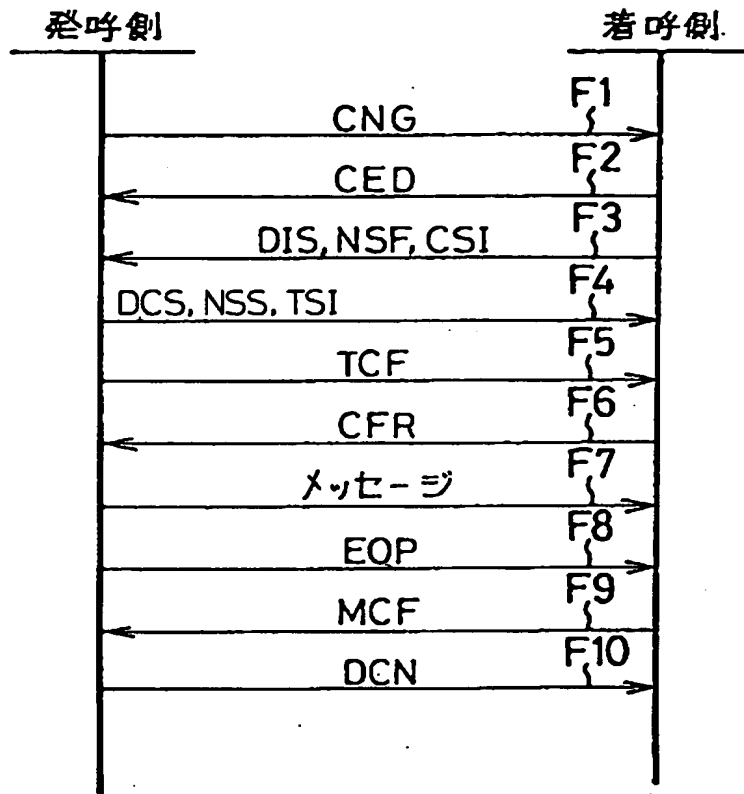 発呼側 着呼側
F1
CNG
F2
CED
F3
DIS, NSF, CSI
F4
DCS, NSS, TSI
F5
TCF
F6
CFR
F7
メッセージ
F8
EOP
F9
MCF
F10
DCN